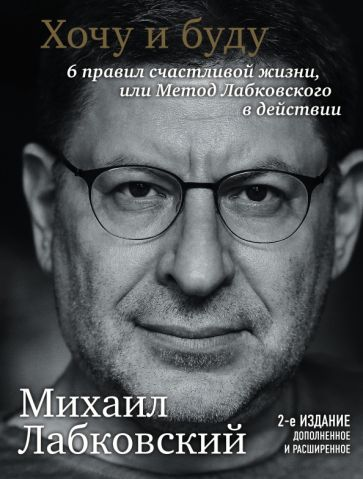 Хочу и буду
6 правил счастливой жизни,
или Метод Лабковского
в действии
Михаил
Лабковский
2-е ИЗДАНИЕ
ДОПОЛНЕННОЕ
И РАСШИРЕННОЕ